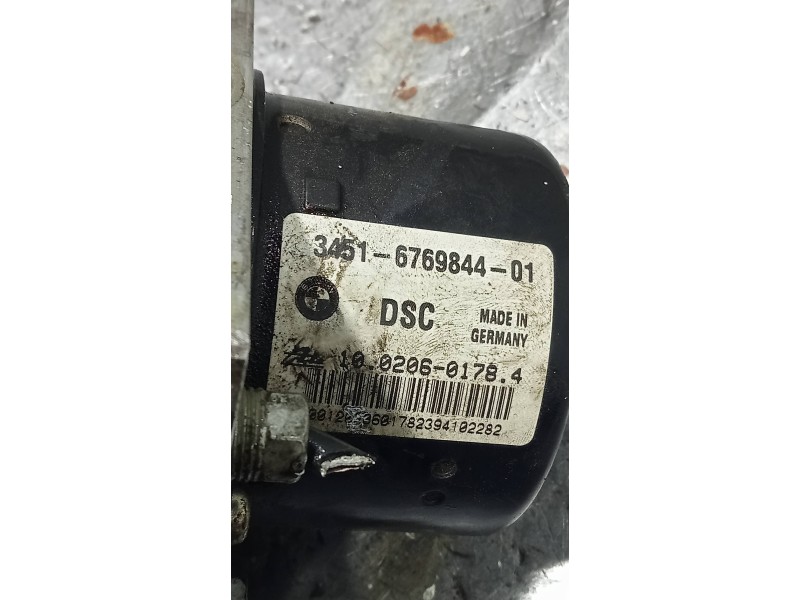 3451-6769844-01
DSC
MADE IN
GERMANY
10.0206-0178.4